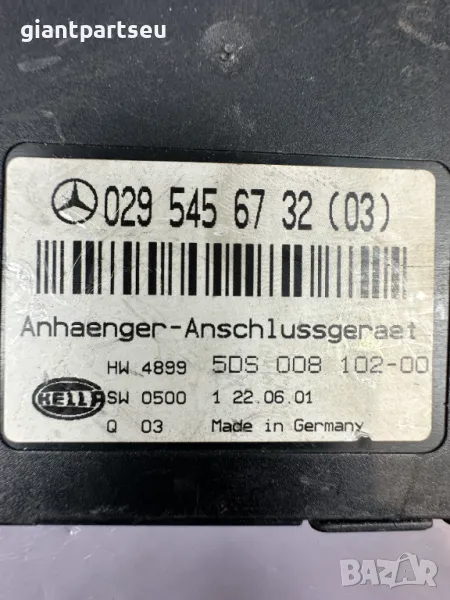 giantpartseu
029 545 67 32 (03)
Anhaenger-Anschlussgeraet
HW 4899 5DS 008 102-00
HELLA SW 0500 1 22.06.01
Q 03 Made in Germany
BAZAR